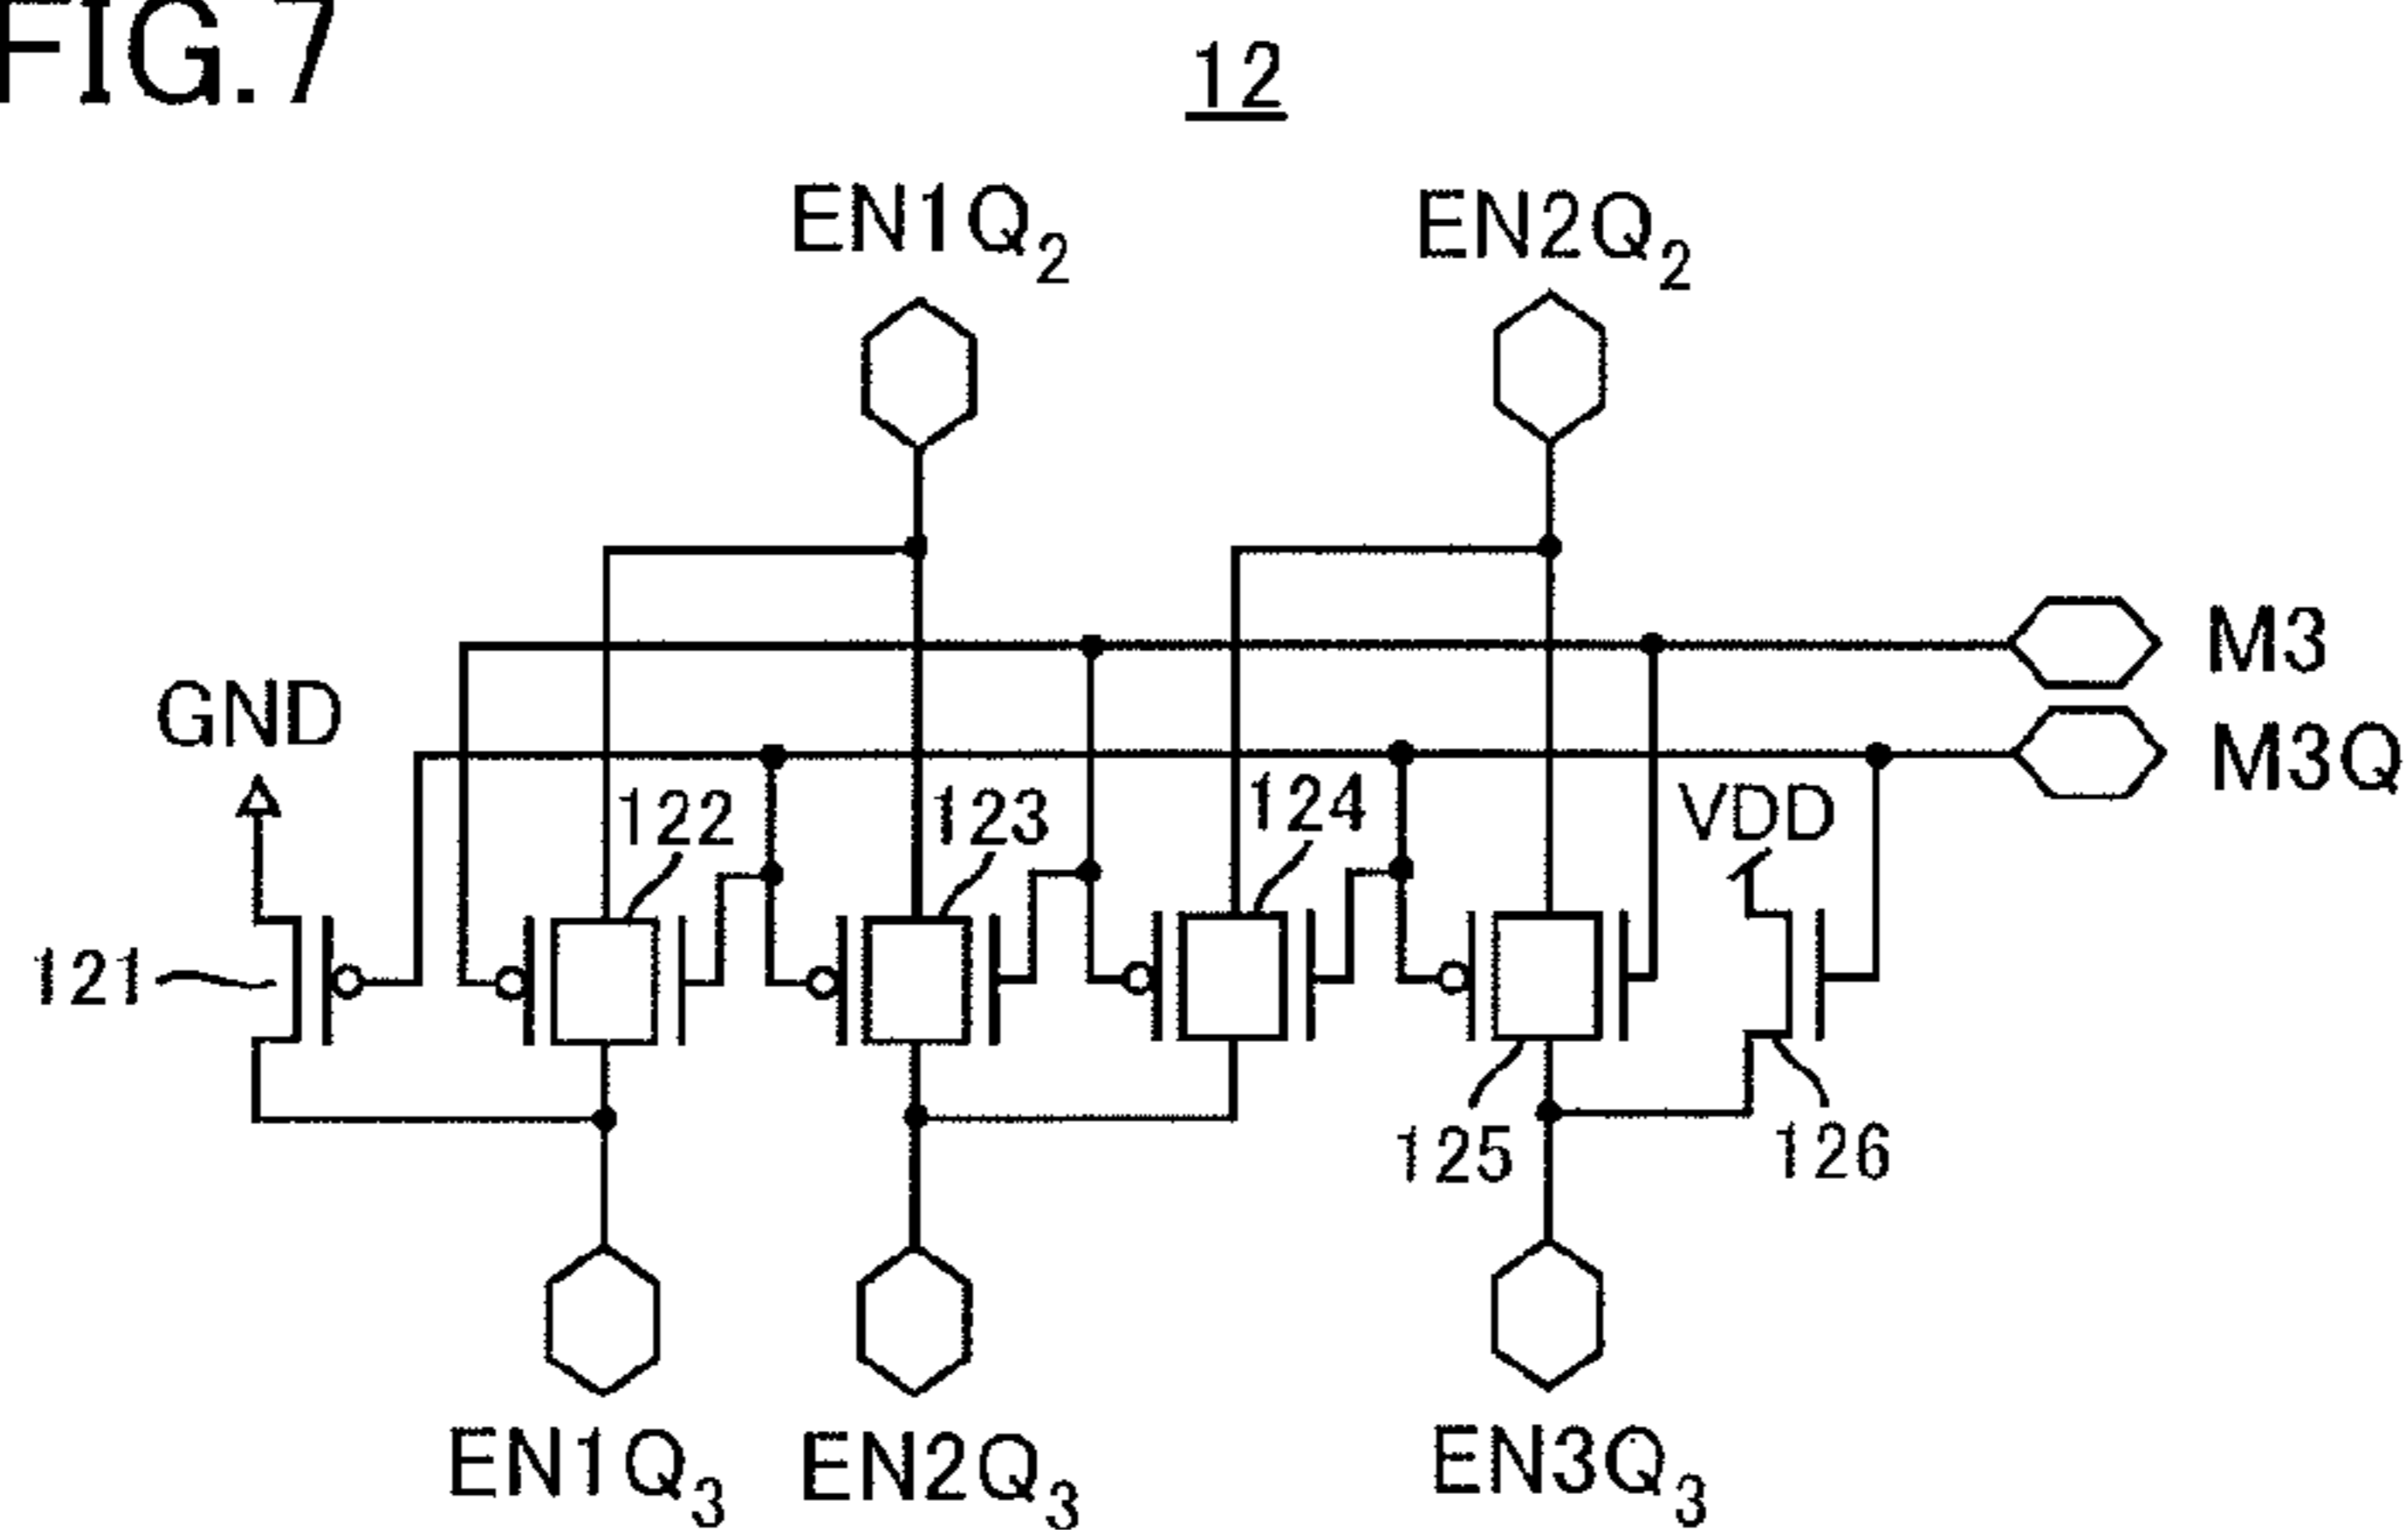 FIG.7
12
EN1Q2
EN2Q2
M3
GND
M3Q
122
123
124
VDD
121
125
126
EN1Q3
EN2Q3
EN3Q3